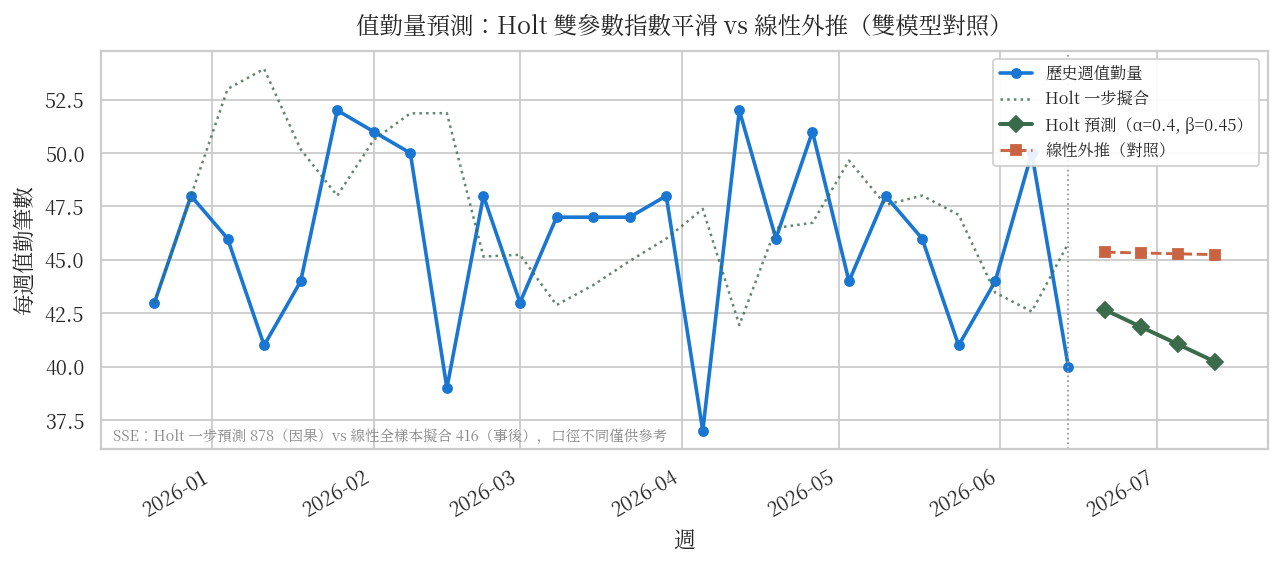 值勤量預測：Holt 雙參數指數平滑 vs 線性外推（雙模型對照）
每週值勤筆數
52.5
50.0
47.5
45.0
42.5
40.0
37.5
歷史週值勤量
Holt 一步擬合
Holt 預測（α=0.4, β=0.45）
線性外推（對照）
SSE：Holt 一步預測 878（因果）vs 線性全樣本擬合 416（事後），口徑不同僅供參考
2026-01
2026-02
2026-03
2026-04
2026-05
2026-06
2026-07
週